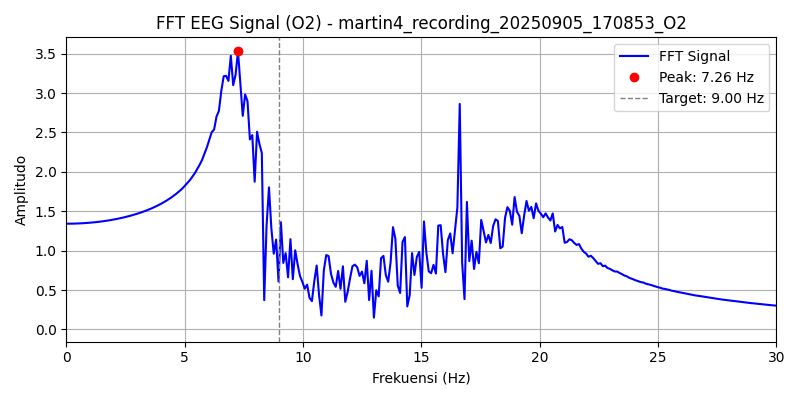 FFT EEG Signal (O2) - martin4_recording_20250905_170853_O2
Amplitudo
3.5
3.0
2.5
2.0
1.5
1.0
0.5
0.0
FFT Signal
Peak: 7.26 Hz
Target: 9.00 Hz
0 5 10 15 20 25 30
Frekuensi (Hz)